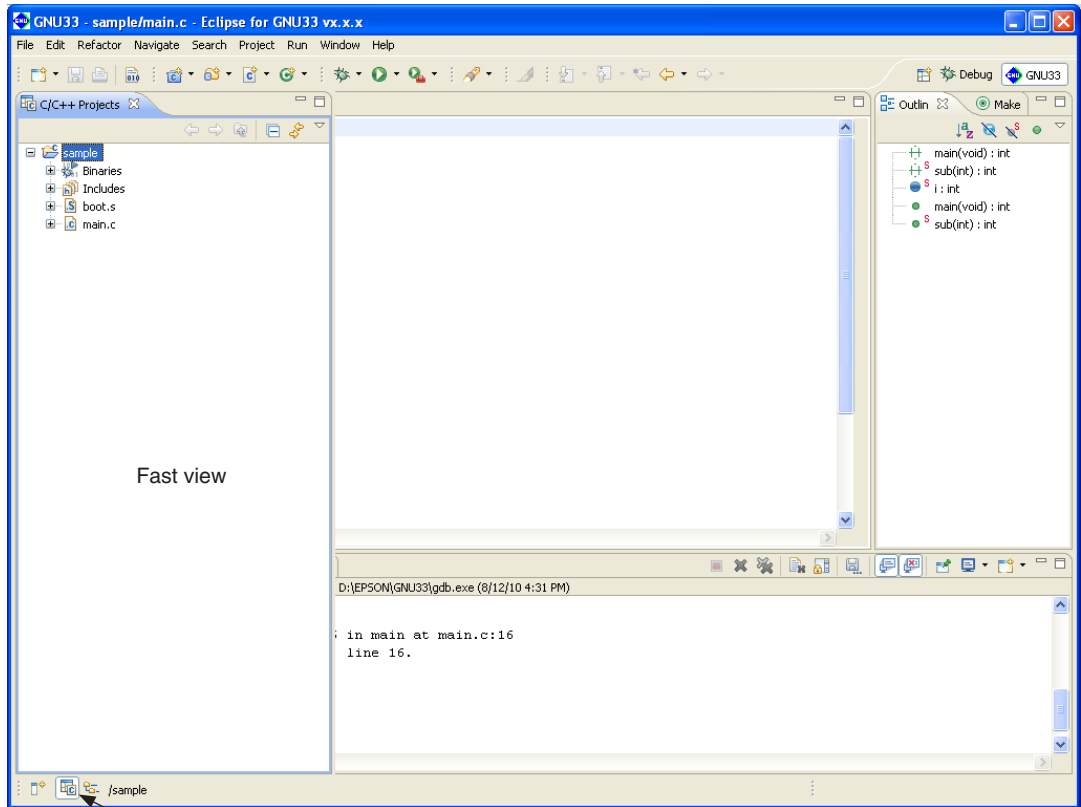 GNU33 - sample/main.c - Eclipse for GNU33 vx.x.x
File Edit Refactor Navigate Search Project Run Window Help
Debug GNU33
C/C++ Projects
sample
Binaries
Includes
boot.s
main.c
Fast view
Outlin Make
main(void) : int
sub(int) : int
i : int
main(void) : int
sub(int) : int
D:\EPSON\GNU33\gdb.exe (8/12/10 4:31 PM)
in main at main.c:16
line 16.
/sample